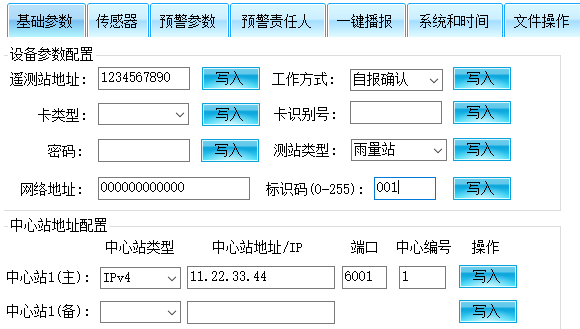 基础参数 传感器 预警参数 预警责任人 一键播报 系统和时间 文件操作
设备参数配置
遥测站地址: 1234567890 写入 工作方式: 自报确认 写入
卡类型: 写入 卡识别号: 写入
密码: 写入 测站类型: 雨量站 写入
网络地址: 000000000000 标识码(0-255): 001 写入
中心站地址配置
中心站类型 中心站地址/IP 端口 中心编号 操作
中心站1(主): IPv4 11.22.33.44 6001 1 写入
中心站1(备): 写入